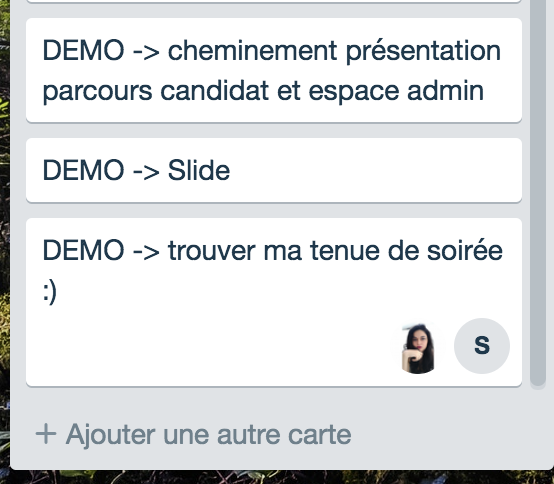 DEMO -> cheminement présentation
parcours candidat et espace admin
DEMO -> Slide
DEMO -> trouver ma tenue de soirée
:)
S
+ Ajouter une autre carte